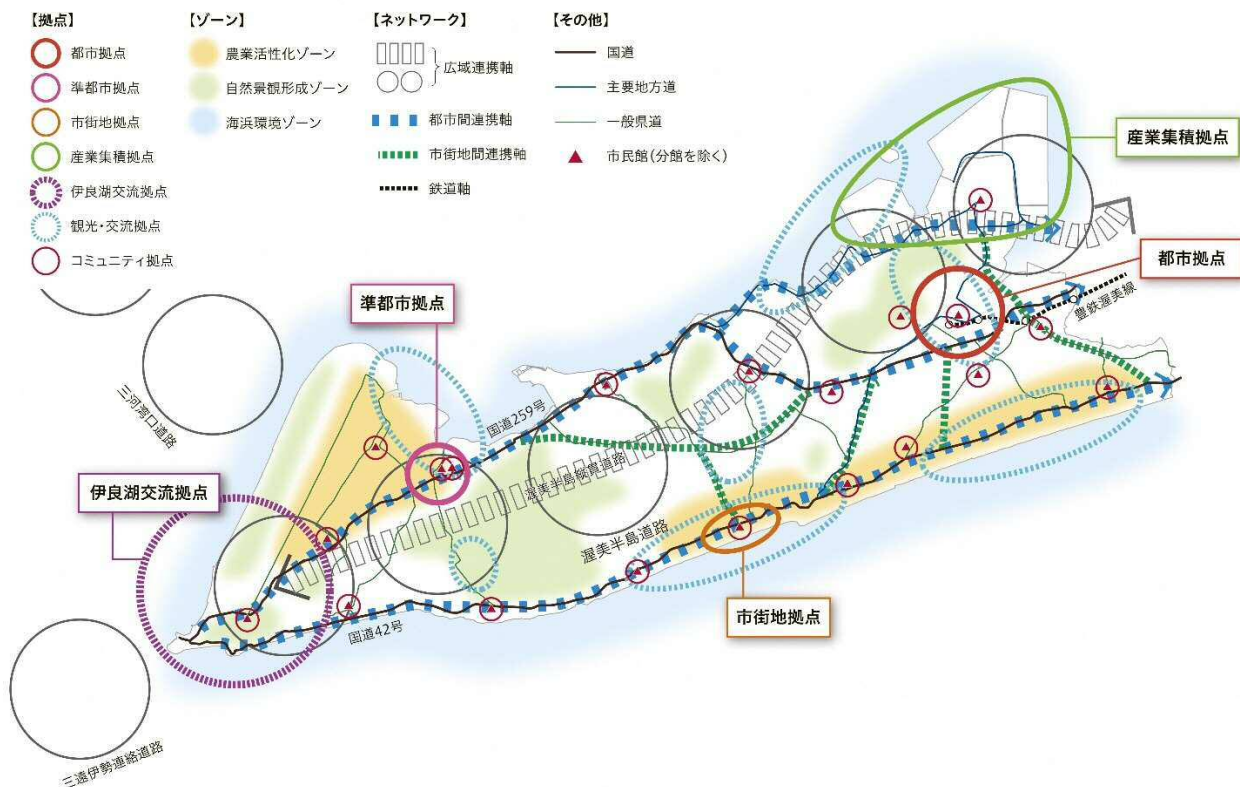 【拠点】
都市拠点
準都市拠点
市街地拠点
産業集積拠点
伊良湖交流拠点
観光・交流拠点
コミュニティ拠点
【ゾーン】
農業活性化ゾーン
自然景観形成ゾーン
海浜環境ゾーン
【ネットワーク】
広域連携軸
都市間連携軸
市街地間連携軸
鉄道軸
【その他】
国道
主要地方道
一般県道
市民館（分館を除く）
産業集積拠点
都市拠点
豊鉄渥美線
準都市拠点
三河湾口道路
国道259号
渥美半島縦貫道路
伊良湖交流拠点
渥美半島道路
市街地拠点
国道42号
三遠伊勢連絡道路